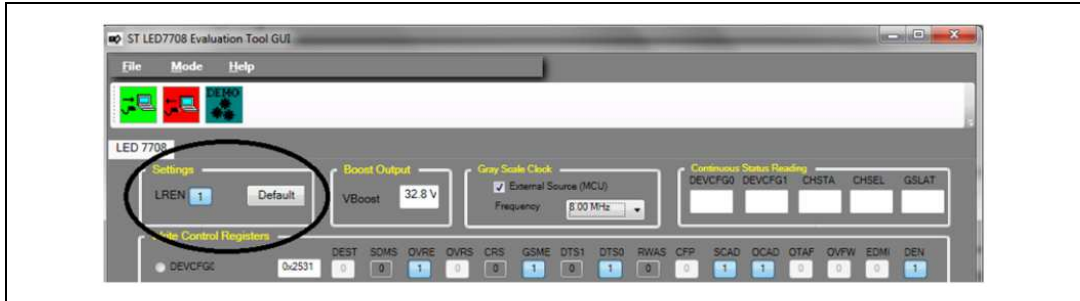 ST LED7708 Evaluation Tool GUI
File Mode Help
DEMO
LED 7708
Settings
LREN 1 Default
Boost Output
VBoost 32.8 V
Gray Scale Clock
External Source (MCU)
Frequency 8.00 MHz
Continuous Status Reading
DEVCFG0 DEVCFG1 CHSTA CHSEL GSLAT
Write Control Registers
DEST SDMS OVRE OVRS CRS GSME DTS1 DTS0 RWAS CFP SCAD OCAD OTAF OVFW EDMI DEN
DEVCFG0 0x2531 0 0 1 0 0 1 0 1 0 0 1 1 0 0 0 1